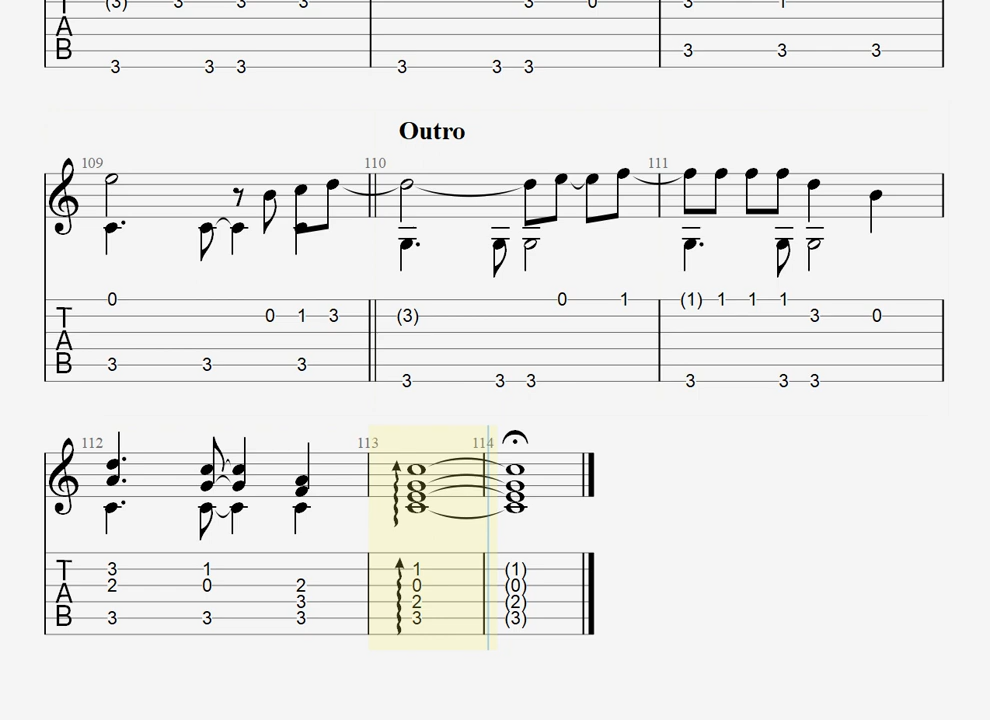 (3) 3 3 3 3 0 3 1
T
A
B 3 3 3
3 3 3 3 3 3
Outro
109 110 111
0 0 1 (1) 1 1 1
T 0 1 3 (3) 3 0
A
B 3 3 3
3 3 3 3 3 3
112 113 114
T 3 1 1 (1)
2 0 2 0 (0)
A 3 2 (2)
B 3 3 3 3 (3)